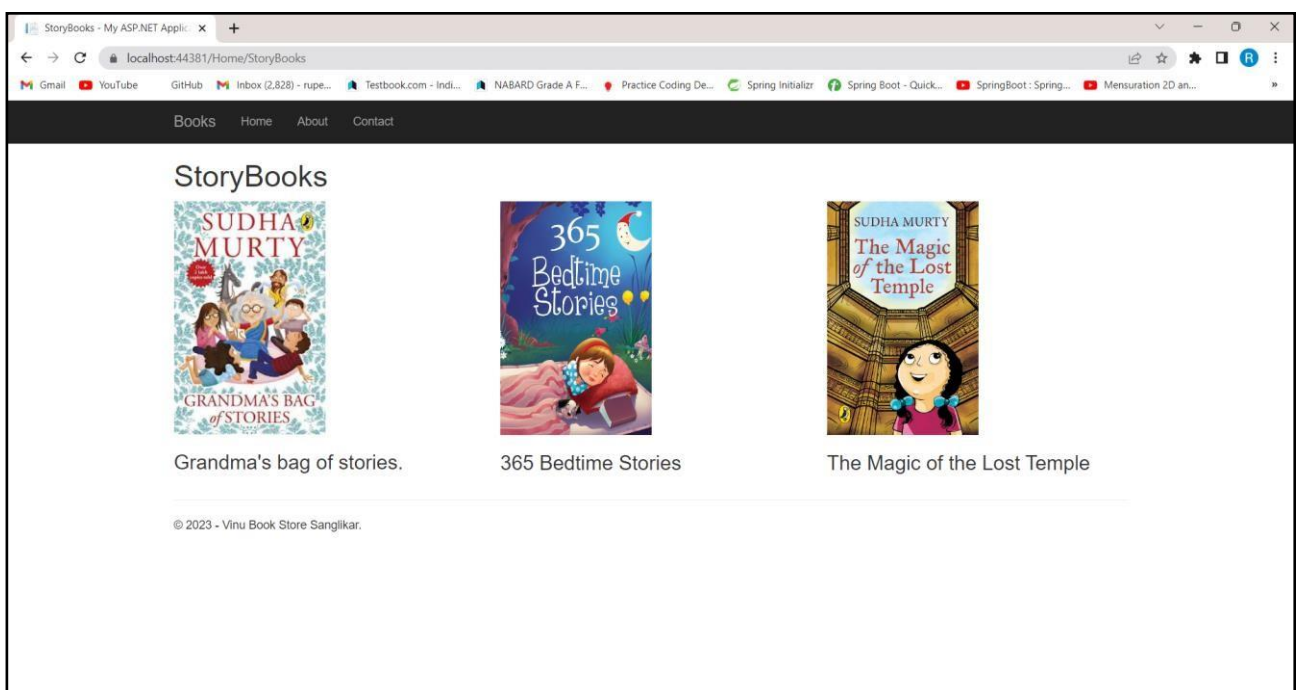 StoryBooks - My ASP.NET Applic
localhost:44381/Home/StoryBooks
R
Gmail YouTube GitHub Inbox (2,828) - rupe... Testbook.com - Indi... NABARD Grade A F... Practice Coding De... Spring Initializr Spring Boot - Quick... SpringBoot : Spring... Mensuration 2D an... »
Books Home About Contact
StoryBooks
SUDHA
MURTY
GRANDMA'S BAG
of STORIES
365
Bedtime
Stories
SUDHA MURTY
The Magic
of the Lost
Temple
Grandma's bag of stories. 365 Bedtime Stories The Magic of the Lost Temple
© 2023 - Vinu Book Store Sanglikar.